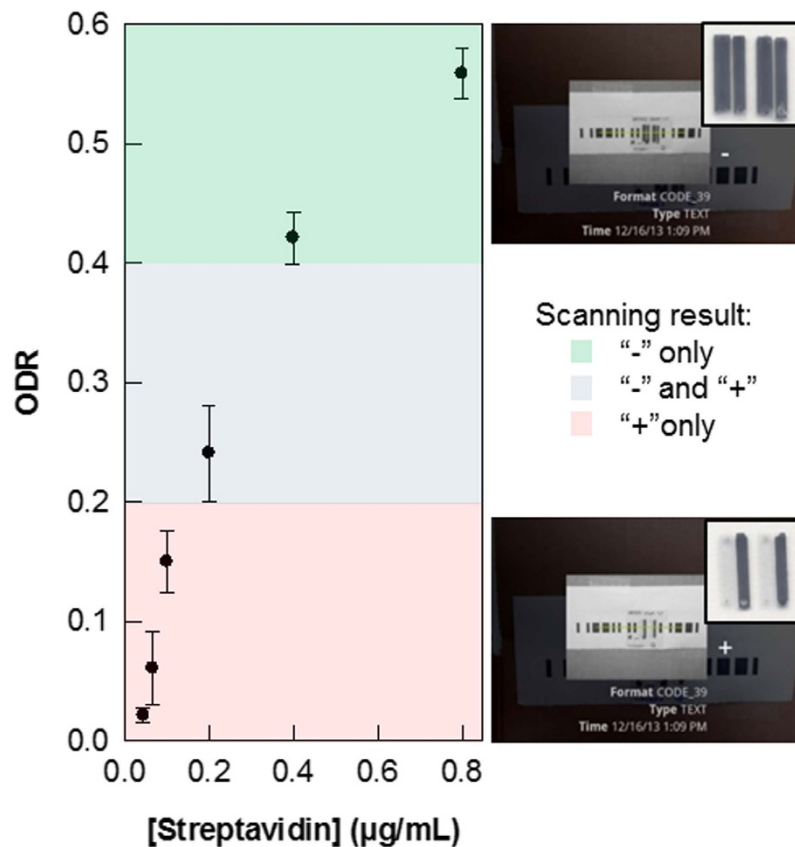 0.6
0.5
0.4
0.3
0.2
0.1
0.0
ODR
0.0 0.2 0.4 0.6 0.8
[Streptavidin] (µg/mL)
-
Format CODE_39
Type TEXT
Time 12/16/13 1:09 PM
Scanning result:
“-” only
“-” and “+”
“+”only
+
Format CODE_39
Type TEXT
Time 12/16/13 1:09 PM